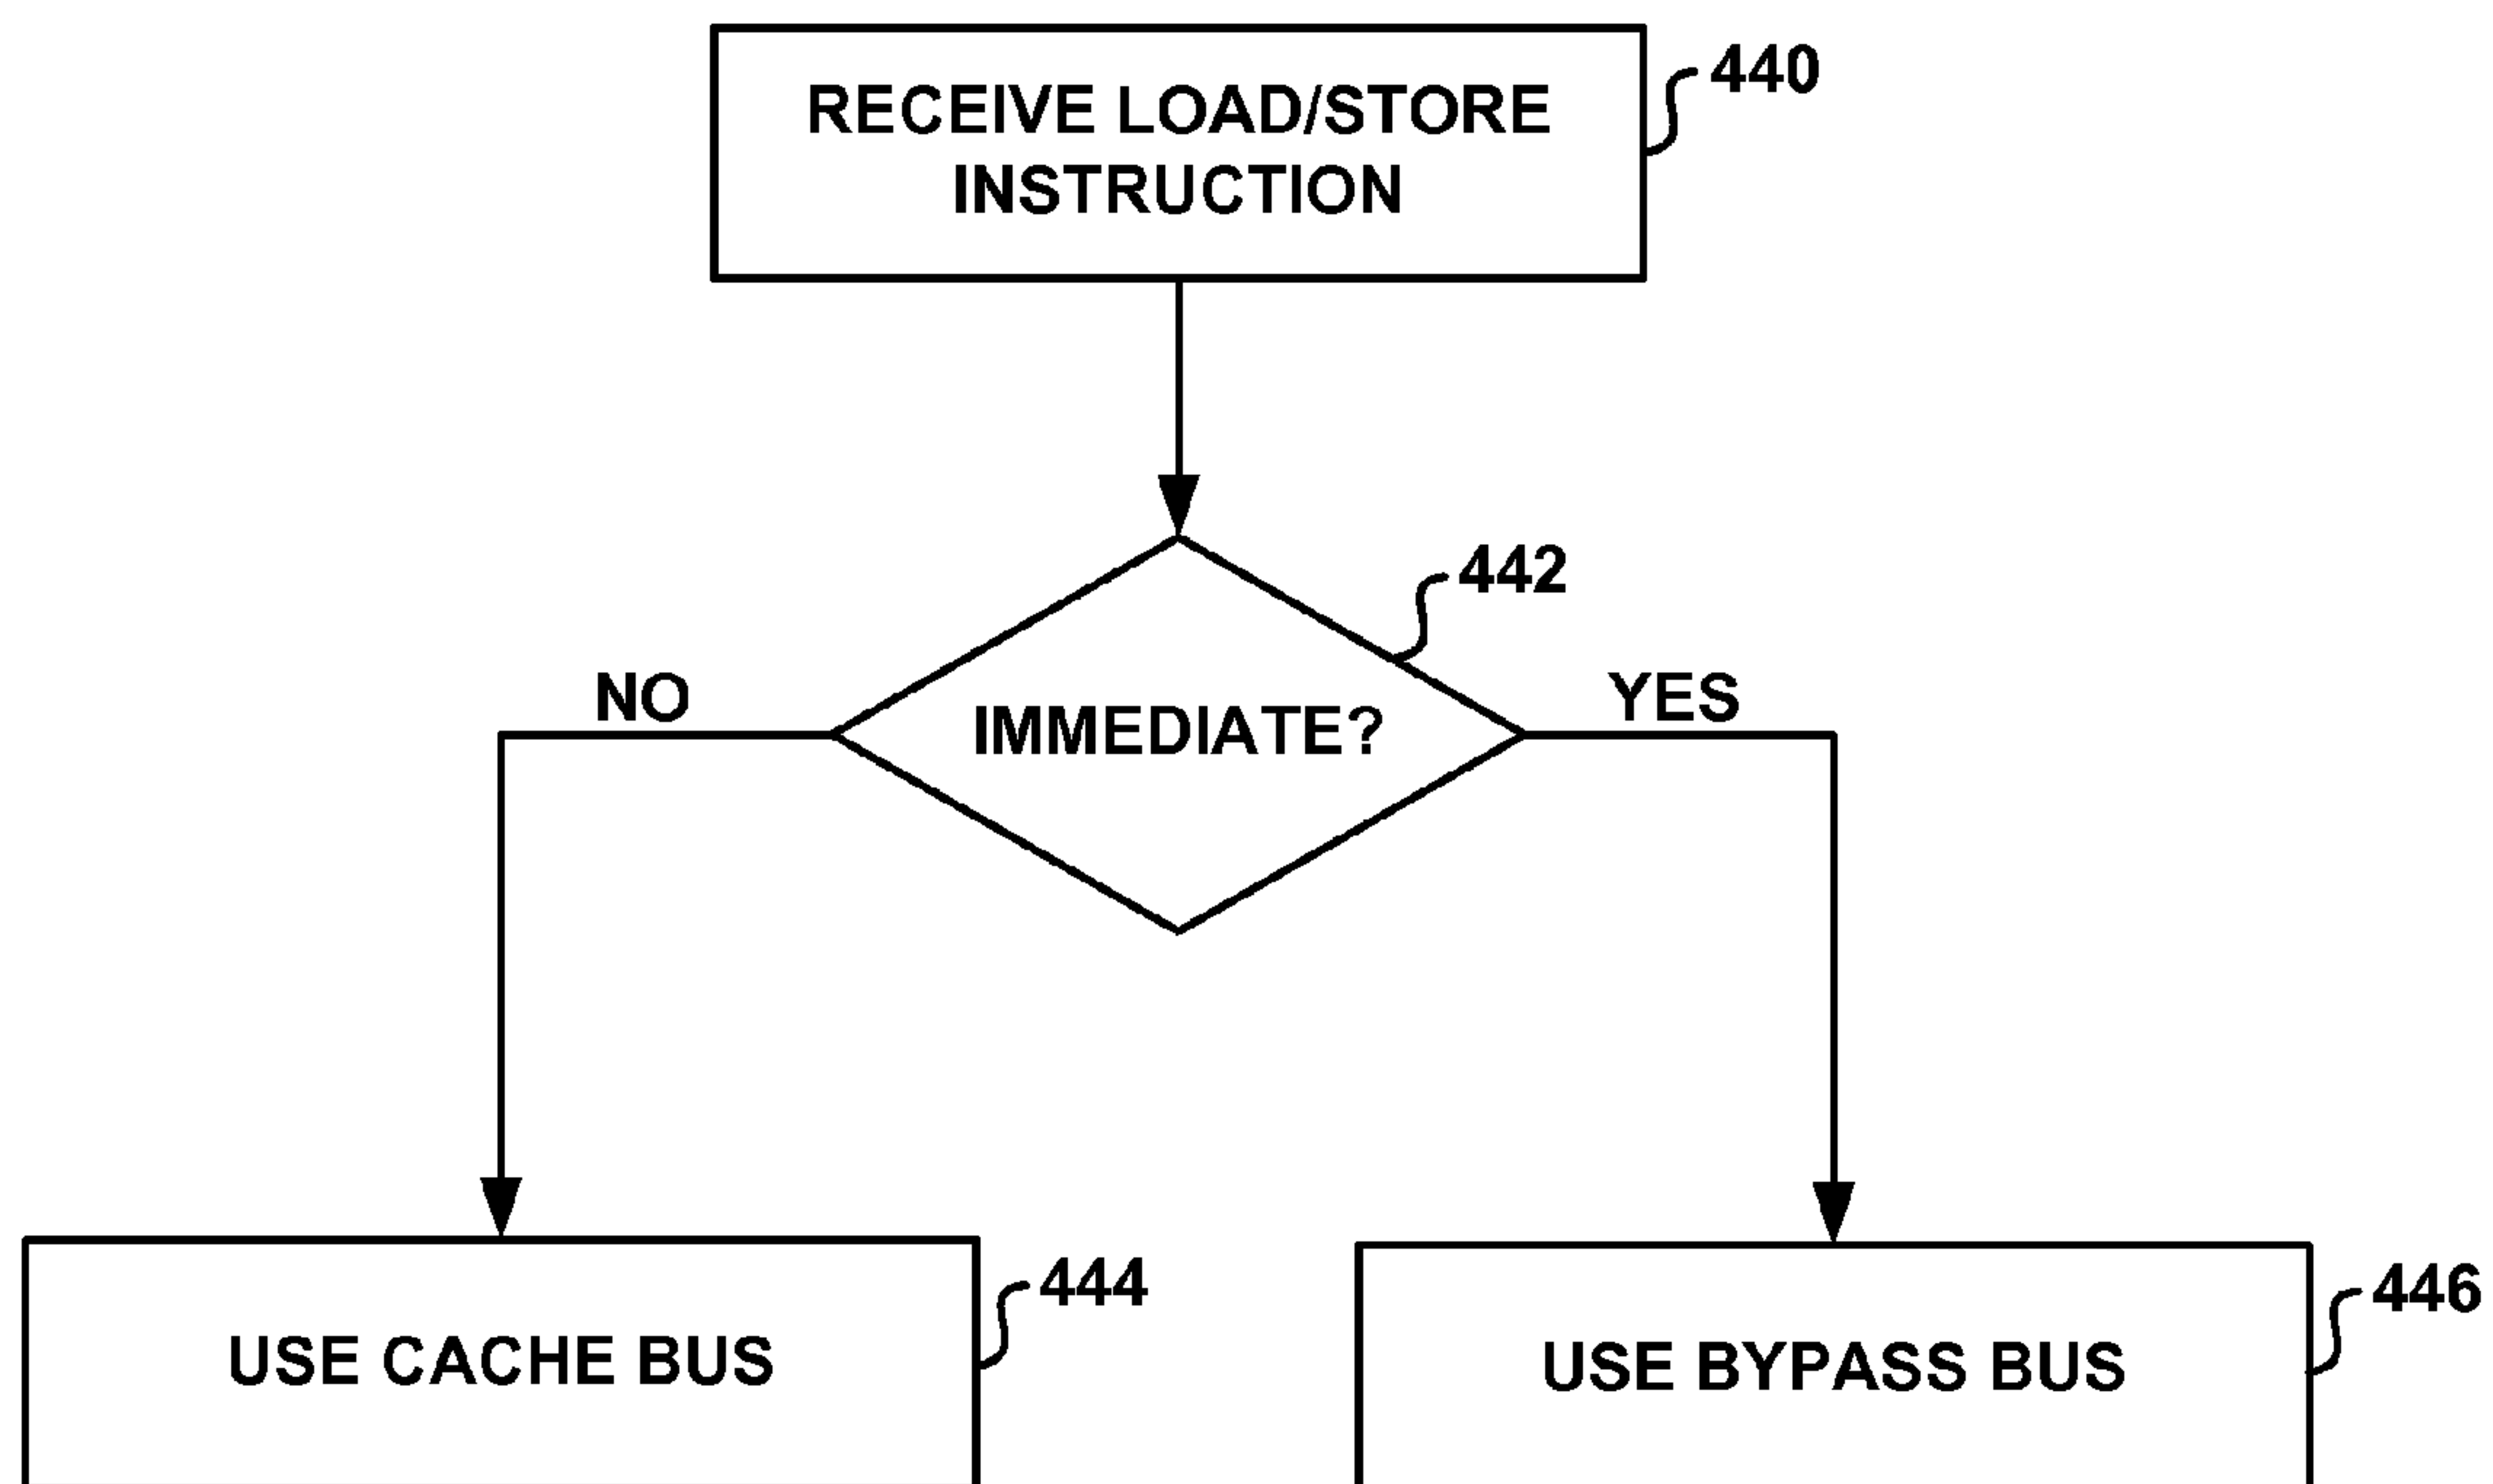 RECEIVE LOAD/STORE
INSTRUCTION
440
442
NO
IMMEDIATE?
YES
444
USE CACHE BUS
446
USE BYPASS BUS